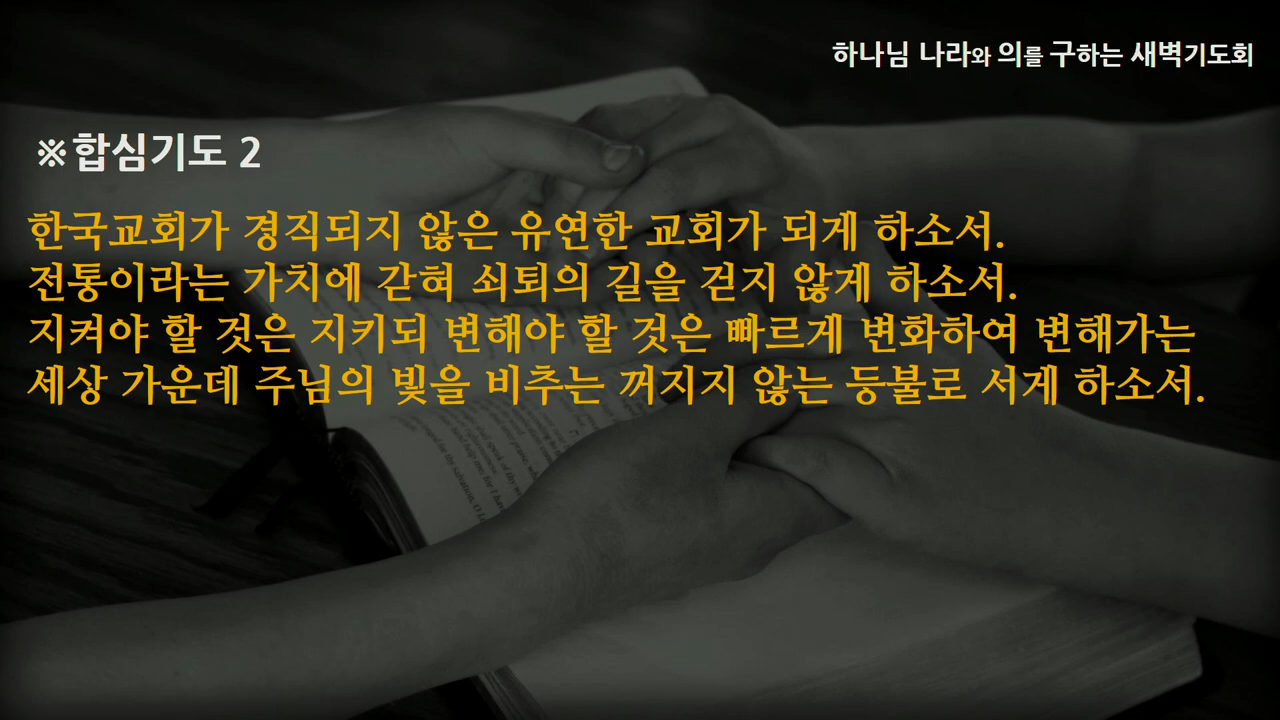 하나님 나라와 의를 구하는 새벽기도회
※합심기도 2
한국교회가 경직되지 않은 유연한 교회가 되게 하소서.
전통이라는 가치에 갇혀 쇠퇴의 길을 걷지 않게 하소서.
지켜야 할 것은 지키되 변해야 할 것은 빠르게 변화하여 변해가는
세상 가운데 주님의 빛을 비추는 꺼지지 않는 등불로 서게 하소서.